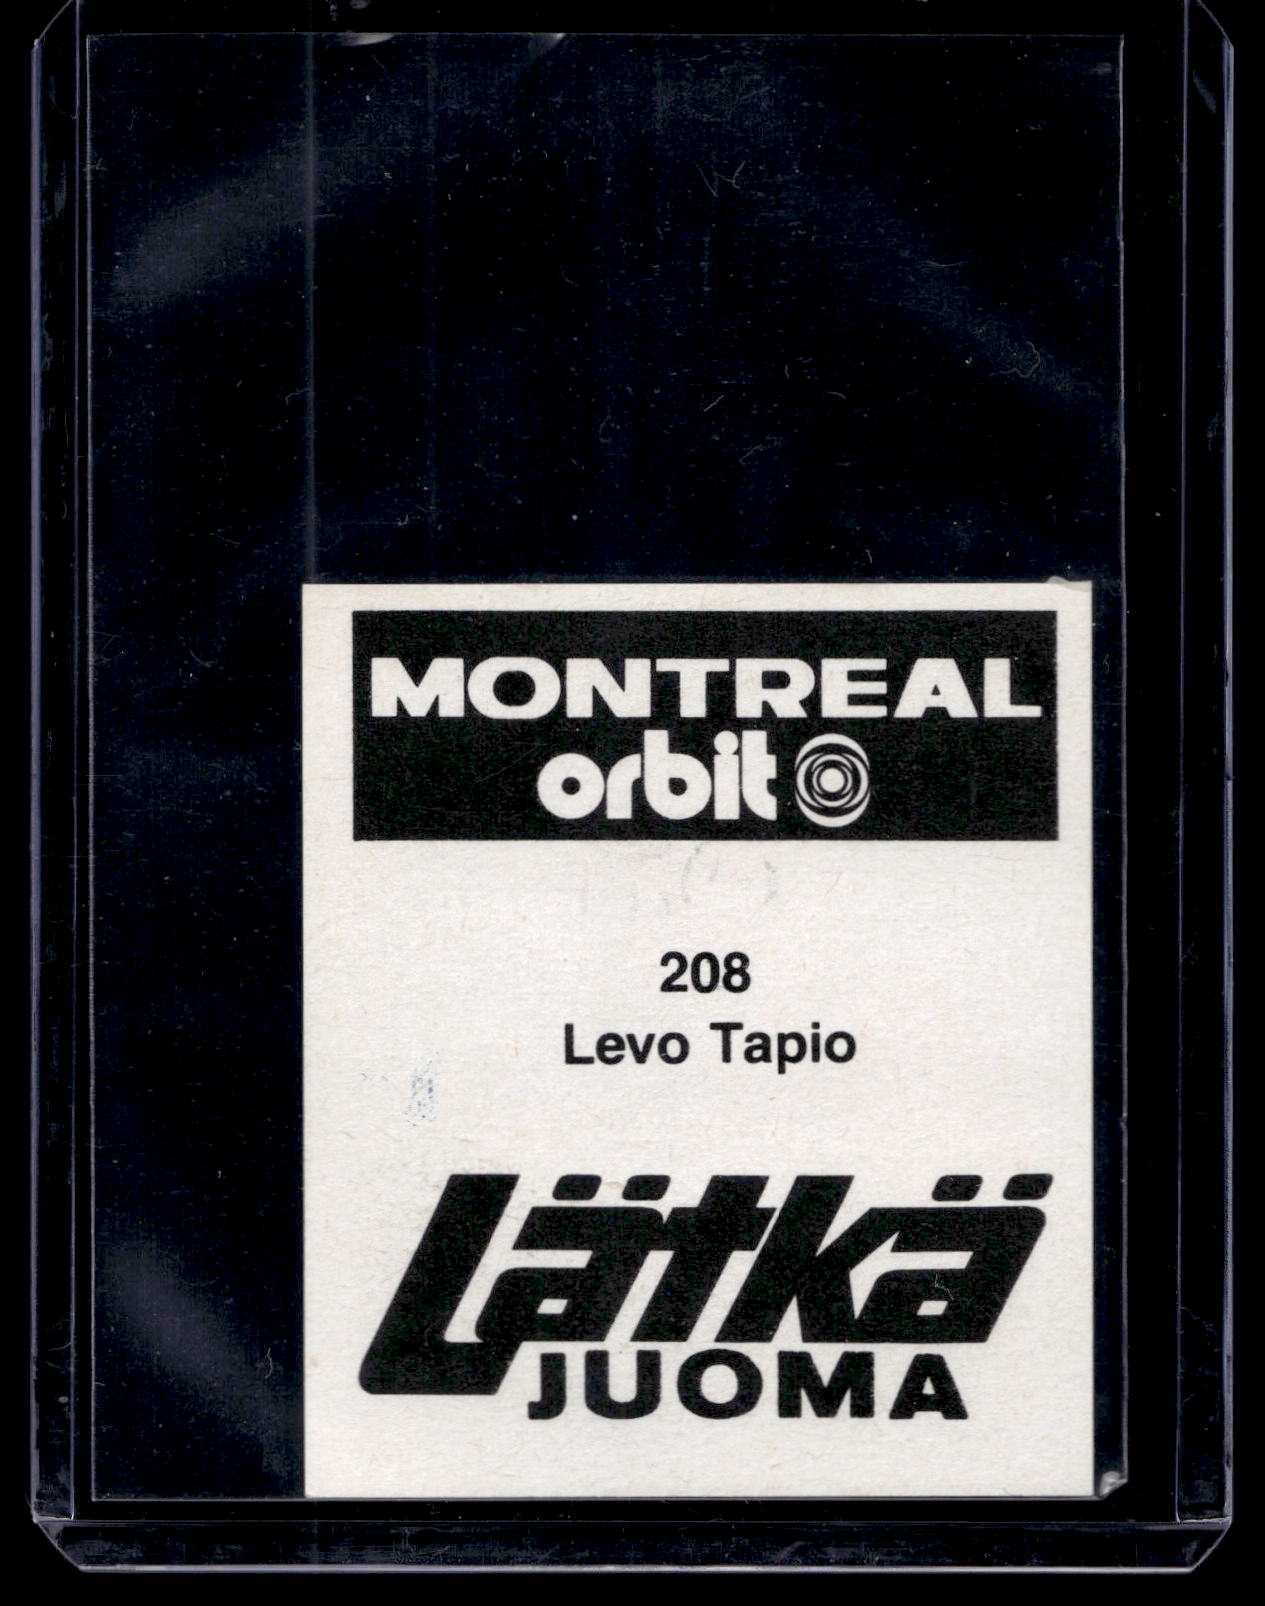 MONTREAL
orbit
208
Levo Tapio
Lätkä
JUOMA